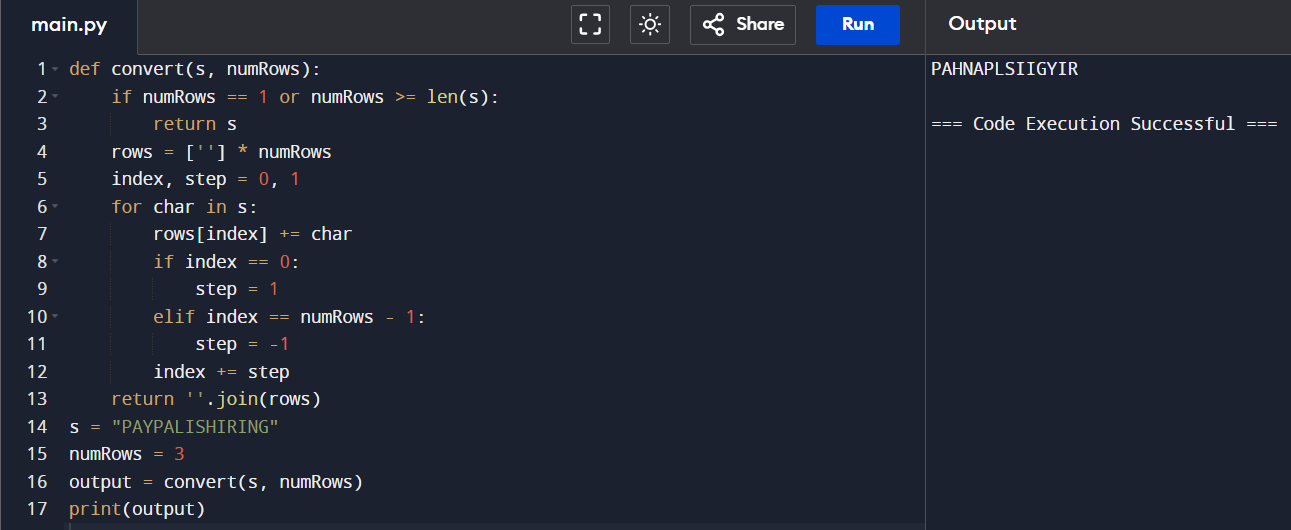 main.py
Share
Run
Output
1 def convert(s, numRows):
2     if numRows == 1 or numRows >= len(s):
3         return s
4     rows = [''] * numRows
5     index, step = 0, 1
6     for char in s:
7         rows[index] += char
8         if index == 0:
9             step = 1
10         elif index == numRows - 1:
11             step = -1
12         index += step
13     return ''.join(rows)
14 s = "PAYPALISHIRING"
15 numRows = 3
16 output = convert(s, numRows)
17 print(output)
PAHNAPLSIIGYIR
=== Code Execution Successful ===